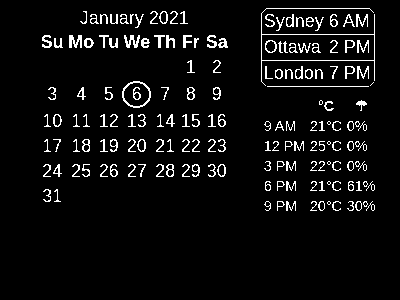 January 2021
Su Mo Tu We Th Fr Sa
1 2
3 4 5 6 7 8 9
10 11 12 13 14 15 16
17 18 19 20 21 22 23
24 25 26 27 28 29 30
31
Sydney 6 AM
Ottawa 2 PM
London 7 PM
°C
9 AM 21°C 0%
12 PM 25°C 0%
3 PM 22°C 0%
6 PM 21°C 61%
9 PM 20°C 30%